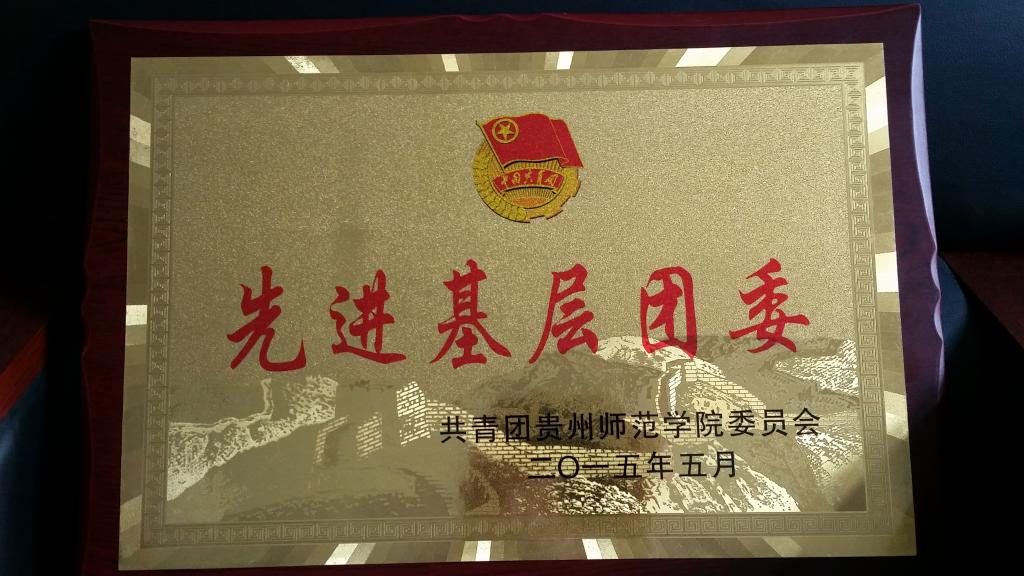 中国共青团
先进基层团委
共青团贵州师范学院委员会
二〇一五年五月